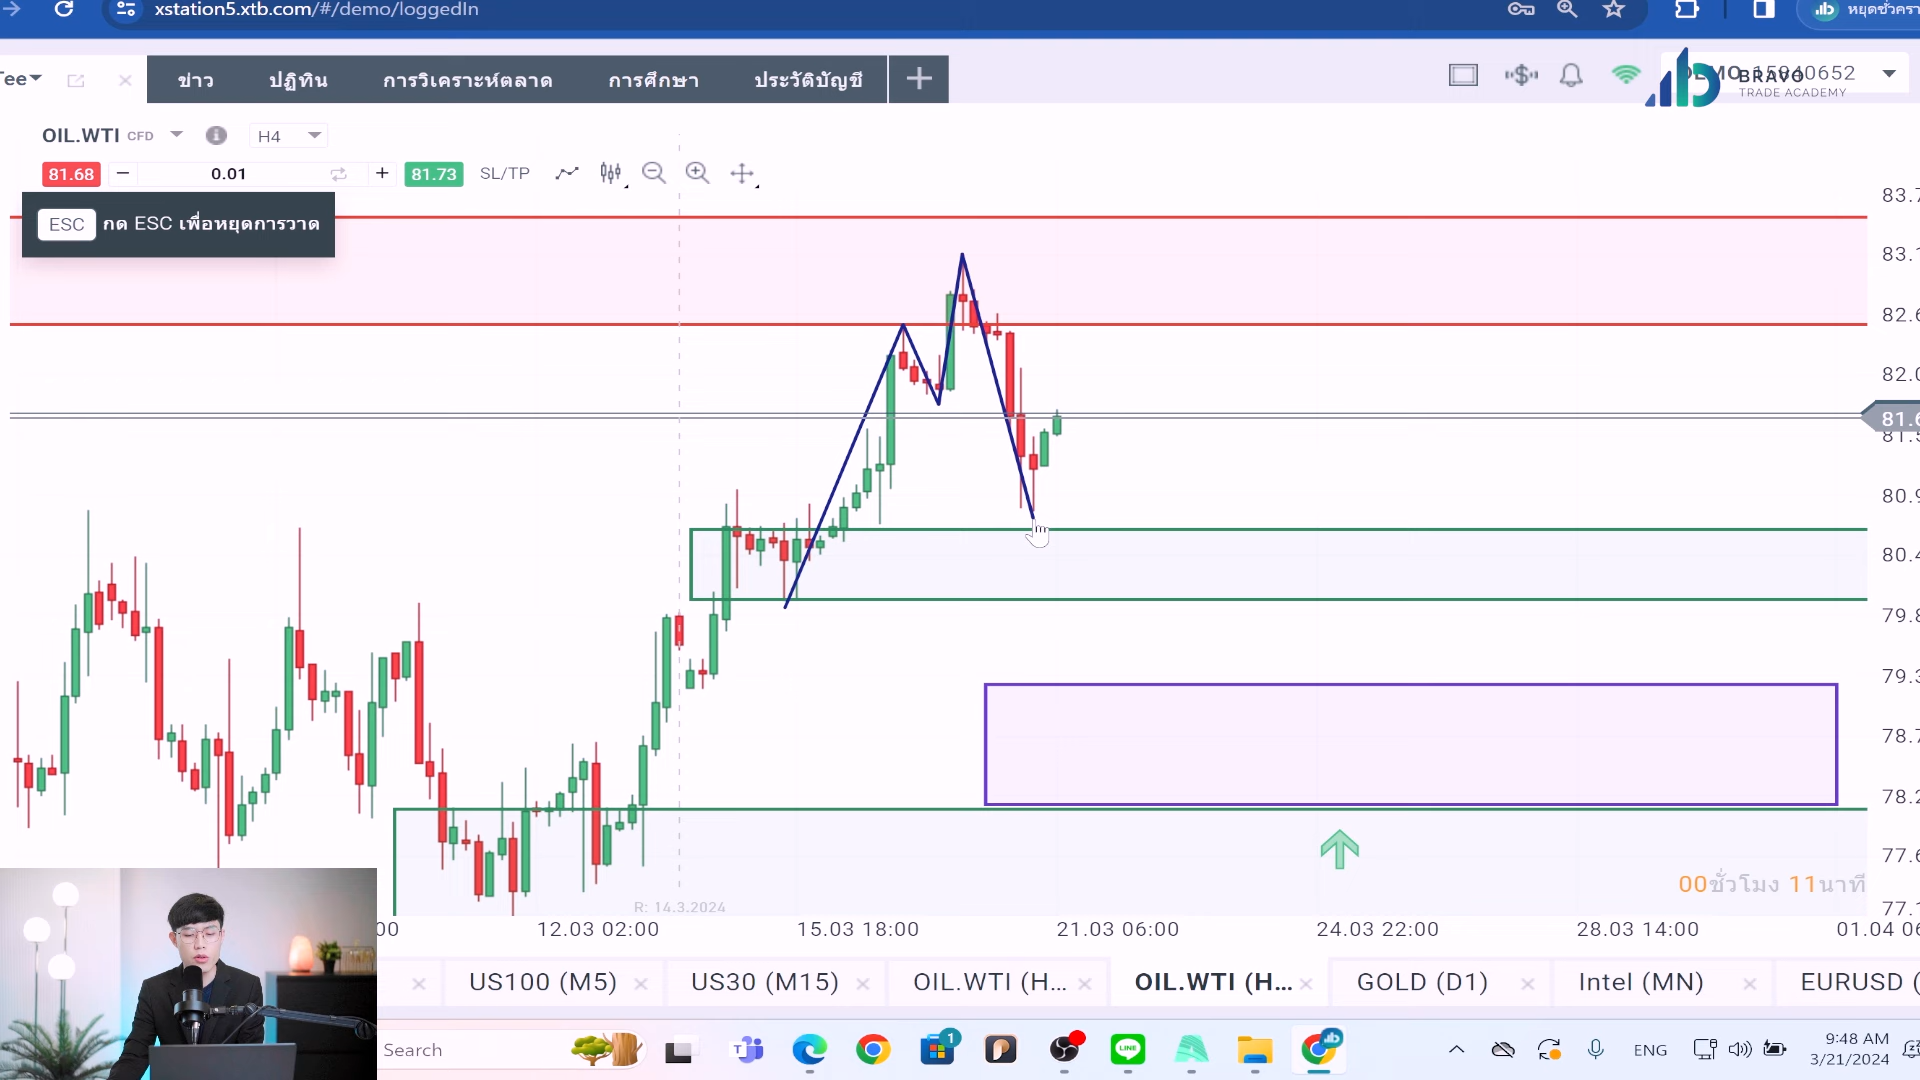 xstation5.xtb.com/#/demo/loggedIn
หยุดชั่วครา
Tee
ข่าว
ปฏิทิน
การวิเคราะห์ตลาด
การศึกษา
ประวัติบัญชี
+
BRAVO
TRADE ACADEMY
OIL.WTI CFD
H4
81.68
0.01
81.73
SL/TP
ESC กด ESC เพื่อหยุดการวาด
83.7
83.1
82.6
82.0
81.6
81.5
80.9
80.4
79.8
79.3
78.7
78.2
77.6
77.1
00ชั่วโมง 11นาที
R: 14.3.2024
00
12.03 02:00
15.03 18:00
21.03 06:00
24.03 22:00
28.03 14:00
01.04 06
US100 (M5)
US30 (M15)
OIL.WTI (H...
OIL.WTI (H...
GOLD (D1)
Intel (MN)
EURUSD (
Search
1
LINE
ENG
9:48 AM
3/21/2024